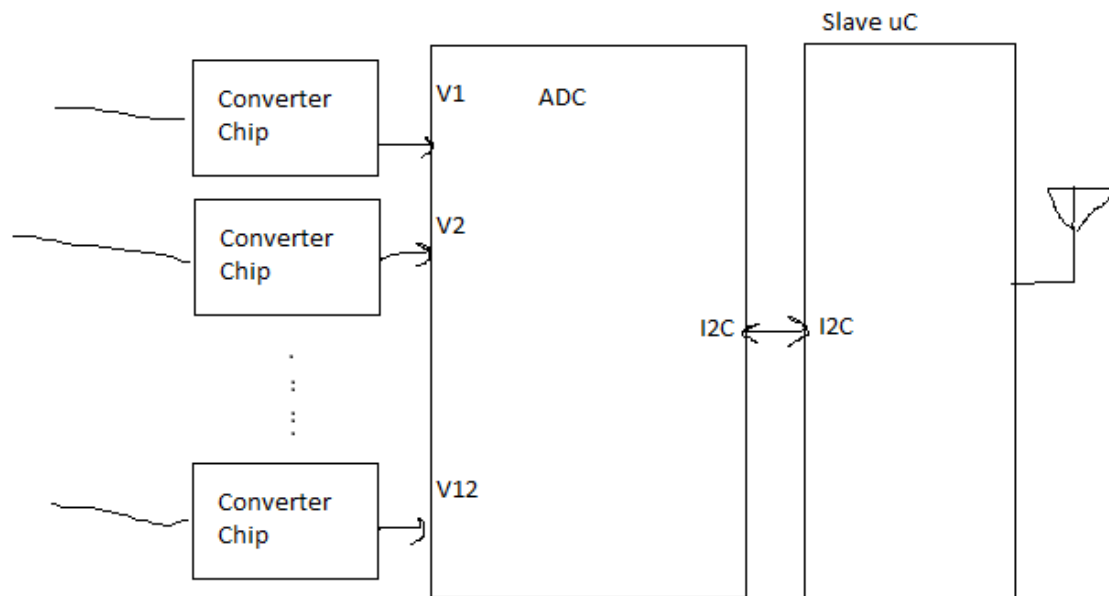 Slave uC
Converter
Chip
V1
ADC
Converter
Chip
V2
I2C
I2C
Converter
Chip
V12